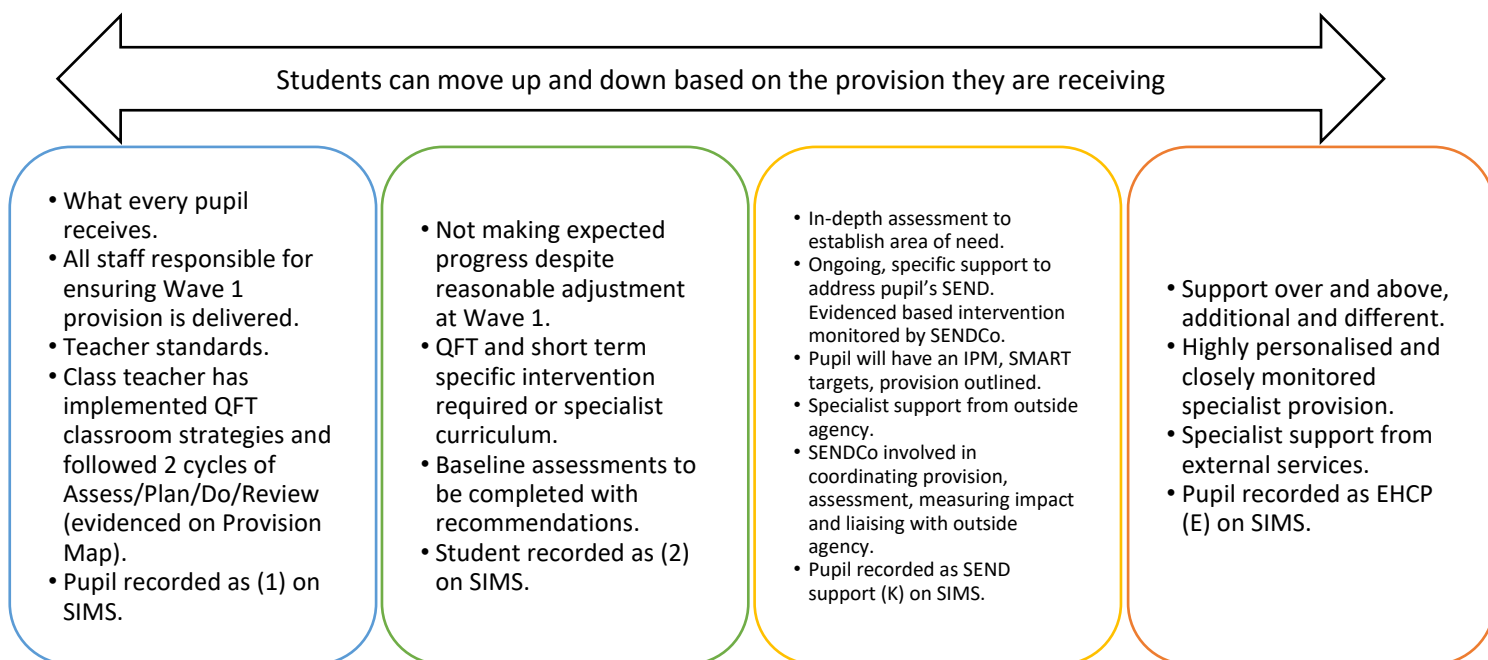 Students can move up and down based on the provision they are receiving
• What every pupil
receives.
• All staff responsible for
ensuring Wave 1
provision is delivered.
• Teacher standards.
• Class teacher has
implemented QFT
classroom strategies and
followed 2 cycles of
Assess/Plan/Do/Review
(evidenced on Provision
Map).
• Pupil recorded as (1) on
SIMS.
• Not making expected
progress despite
reasonable adjustment
at Wave 1.
• QFT and short term
specific intervention
required or specialist
curriculum.
• Baseline assessments to
be completed with
recommendations.
• Student recorded as (2)
on SIMS.
• In-depth assessment to
establish area of need.
• Ongoing, specific support to
address pupil’s SEND.
Evidenced based intervention
monitored by SENDCo.
• Pupil will have an IPM, SMART
targets, provision outlined.
• Specialist support from outside
agency.
• SENDCo involved in
coordinating provision,
assessment, measuring impact
and liaising with outside
agency.
• Pupil recorded as SEND
support (K) on SIMS.
• Support over and above,
additional and different.
• Highly personalised and
closely monitored
specialist provision.
• Specialist support from
external services.
• Pupil recorded as EHCP
(E) on SIMS.